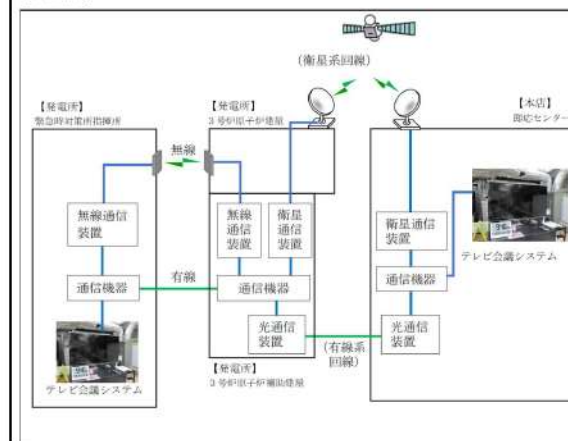 (衛星系回線)
【発電所】
緊急時対策所指揮所
【発電所】
3号炉原子炉建屋
【本店】
即応センター
無線
無線通信
装置
無線
通信
装置
衛星
通信
装置
衛星通信
装置
テレビ会議システム
通信機器
有線
通信機器
通信機器
光通信
装置
(有線系
回線)
光通信
装置
テレビ会議システム
【発電所】
3号炉原子炉補助建屋